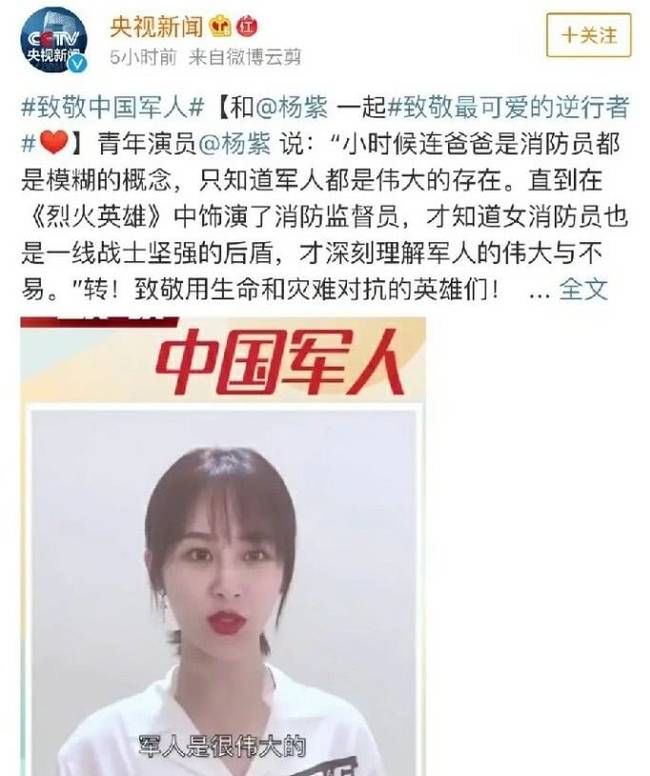 央视新闻
CCTV
央视新闻
5小时前 来自微博云剪
+关注
#致敬中国军人#【和@杨紫 一起#致敬最可爱的逆行者
#❤️】青年演员@杨紫 说：“小时候连爸爸是消防员都
是模糊的概念，只知道军人都是伟大的存在。直到在
《烈火英雄》中饰演了消防监督员，才知道女消防员也
是一线战士坚强的后盾，才深刻理解军人的伟大与不
易。”转！致敬用生命和灾难对抗的英雄们！ ... 全文
中国军人
军人是很伟大的